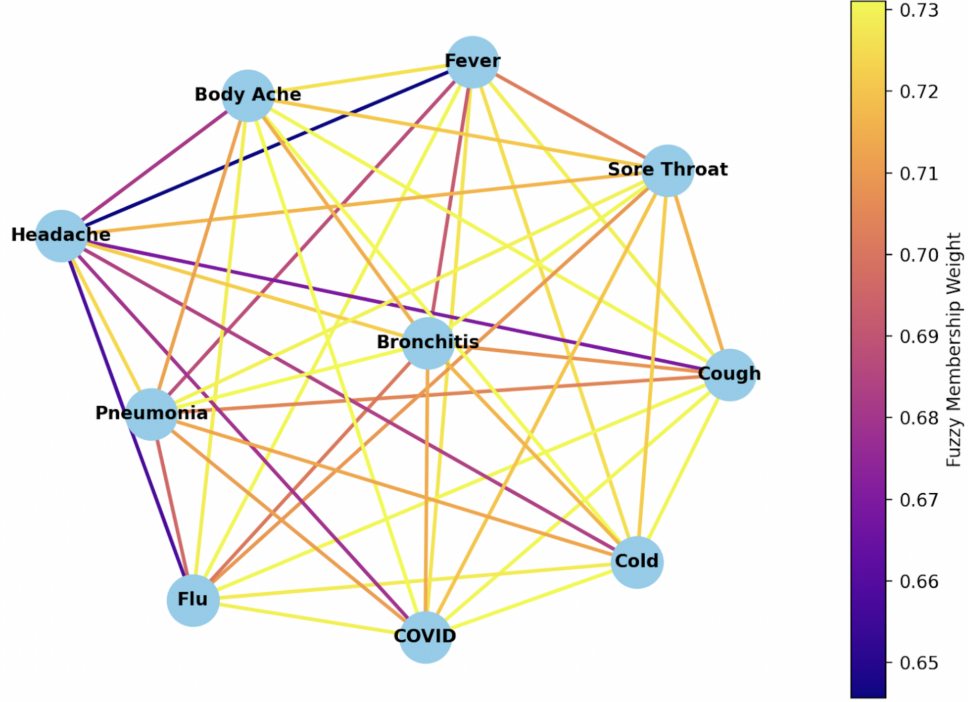 Fever
Body Ache
Sore Throat
Headache
Bronchitis
Cough
Pneumonia
Cold
Flu
COVID
0.73
0.72
0.71
0.70
0.69
0.68
0.67
0.66
0.65
Fuzzy Membership Weight